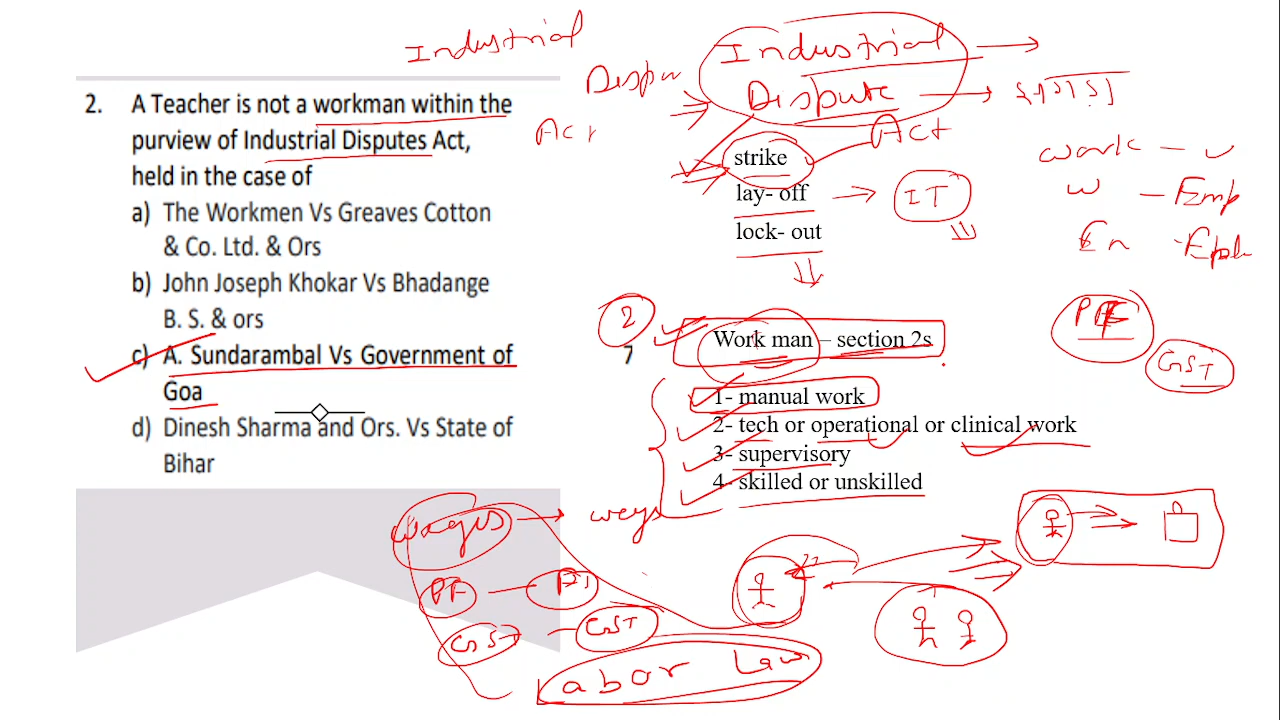 Industrial
Dispu
Act
2. A Teacher is not a workman within the
purview of Industrial Disputes Act,
held in the case of
a) The Workmen Vs Greaves Cotton
& Co. Ltd. & Ors
b) John Joseph Khokar Vs Bhadange
B. S. & ors
c) A. Sundarambal Vs Government of
Goa
d) Dinesh Sharma and Ors. Vs State of
Bihar
Industrial
Dispute
Act
strike
lay- off
IT
lock- out
work
W - Emp
2
7
Work man – section 2s
1- manual work
2- tech or operational or clinical work
3- supervisory
4- skilled or unskilled
GST
wages
PF
GST GST
Labor Law